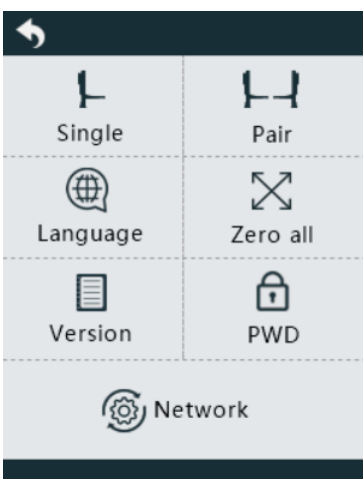 Single
Pair
Language
Zero all
Version
PWD
Network